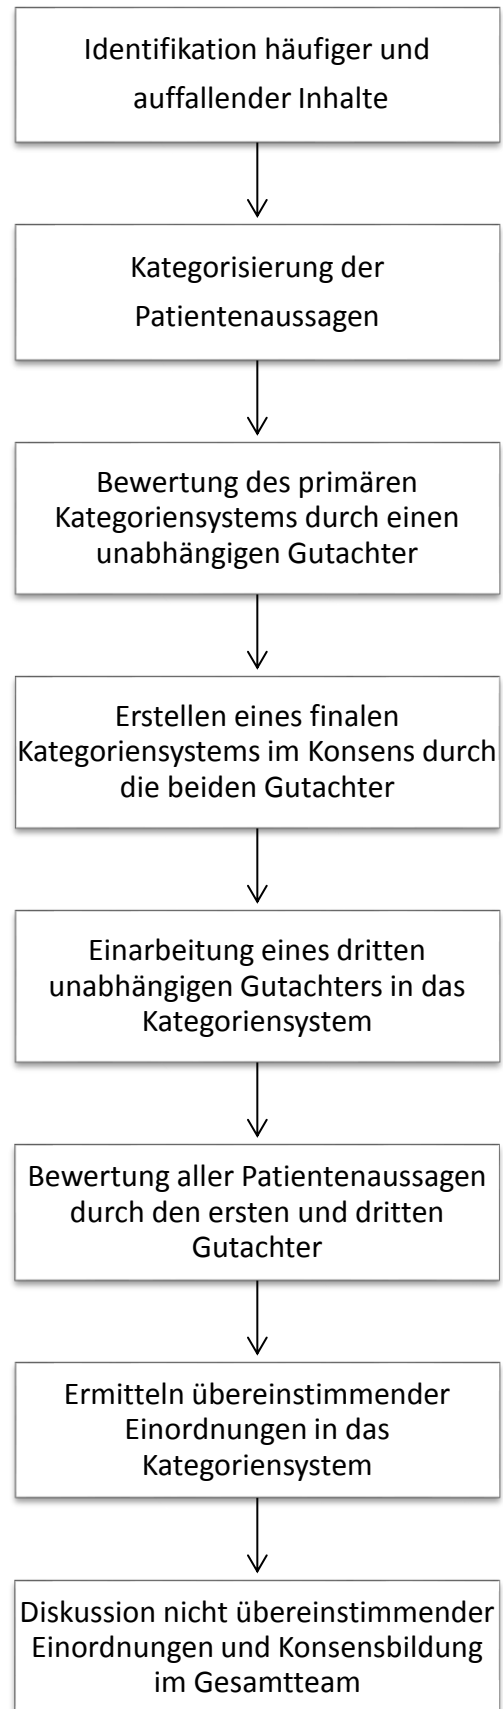 Identifikation häufiger und
auffallender Inhalte
Kategorisierung der
Patientenaussagen
Bewertung des primären
Kategoriensystems durch einen
unabhängigen Gutachter
Erstellen eines finalen
Kategoriensystems im Konsens durch
die beiden Gutachter
Einarbeitung eines dritten
unabhängigen Gutachters in das
Kategoriensystem
Bewertung aller Patientenaussagen
durch den ersten und dritten
Gutachter
Ermitteln übereinstimmender
Einordnungen in das
Kategoriensystem
Diskussion nicht übereinstimmender
Einordnungen und Konsensbildung
im Gesamtteam